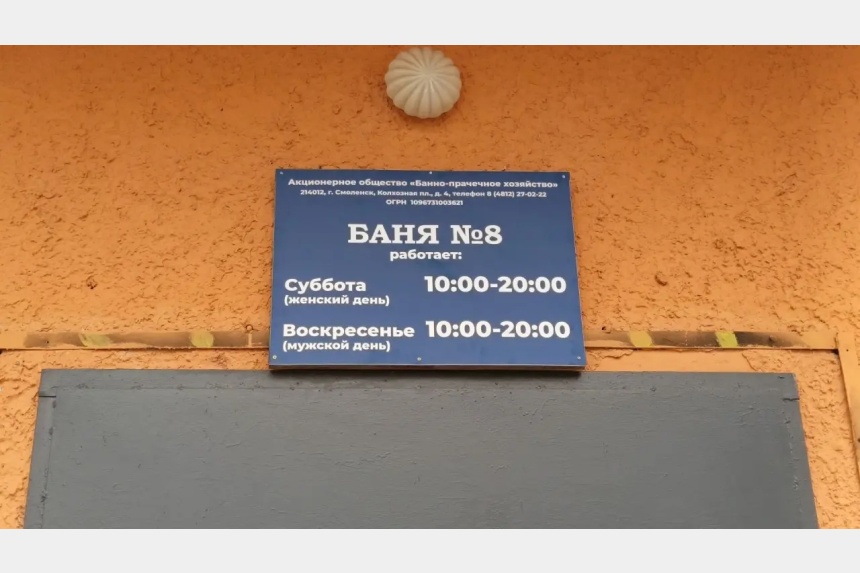 Акционерное общество «Банно-прачечное хозяйство»
214012, г. Смоленск, Колхозная пл., д. 4, телефон 8 (4812) 27-02-22
ОГРН 1096731003621
БАНЯ №8
работает:
Суббота 10:00-20:00
(женский день)
Воскресенье 10:00-20:00
(мужской день)